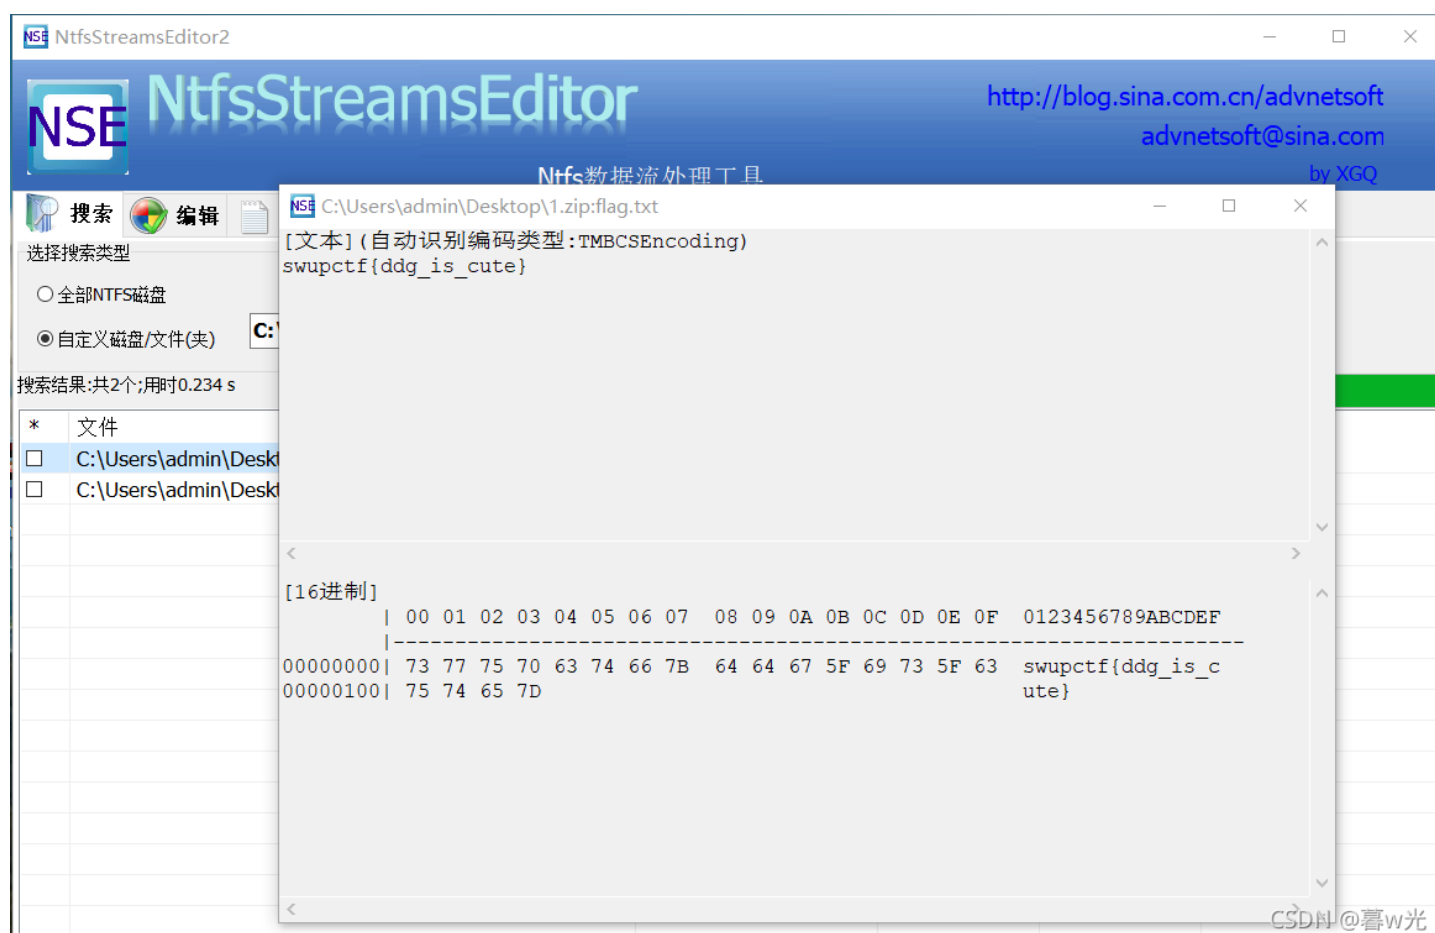 NSE NtfsStreamsEditor2
NSE NtfsStreamsEditor
http://blog.sina.com.cn/advnetsoft
advnetsoft@sina.com
Ntfs数据流处理工具
by XGQ
搜索 编辑
选择搜索类型
全部NTFS磁盘
自定义磁盘/文件(夹) C:\
搜索结果:共2个;用时0.234 s
* 文件
C:\Users\admin\Deskt
C:\Users\admin\Deskt
NSE C:\Users\admin\Desktop\1.zip:flag.txt
[文本](自动识别编码类型:TMBCSEncoding)
swupctf{ddg_is_cute}
[16进制]
| 00 01 02 03 04 05 06 07 08 09 0A 0B 0C 0D 0E 0F 0123456789ABCDEF
|---------------------------------------------------------------------
00000000| 73 77 75 70 63 74 66 7B 64 64 67 5F 69 73 5F 63 swupctf{ddg_is_c
00000100| 75 74 65 7D ute}
CSDN @暮w光